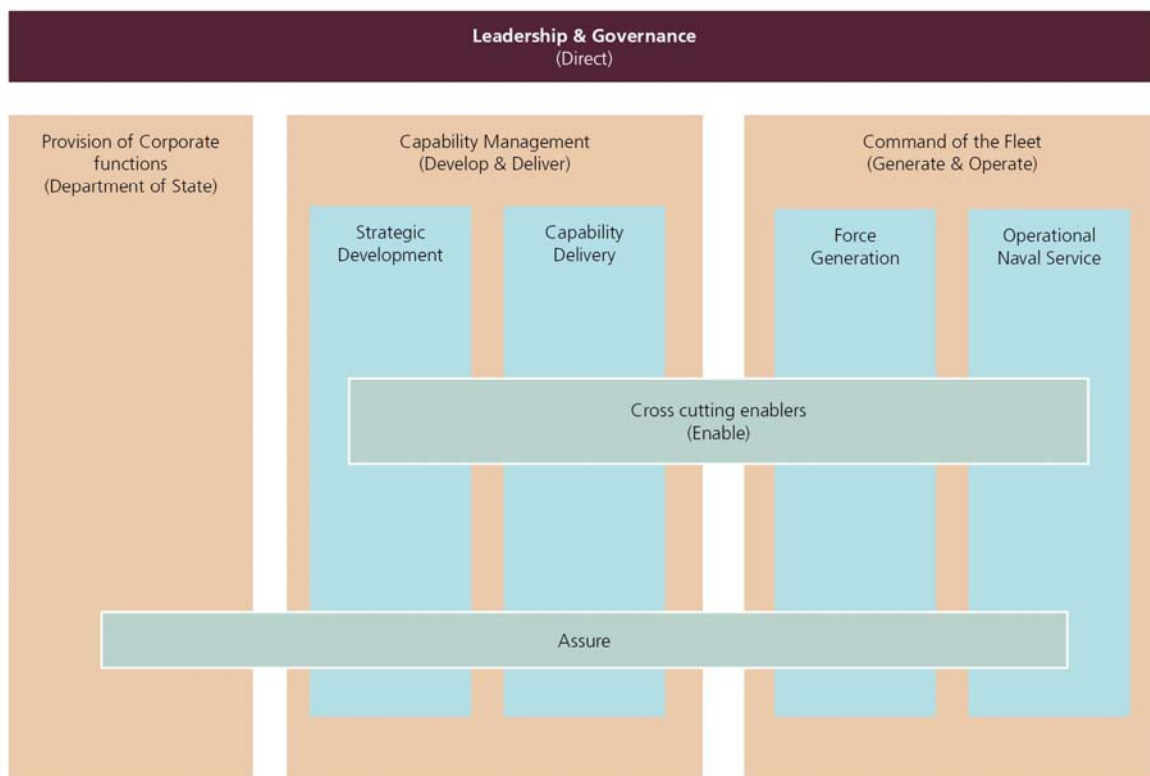 Leadership & Governance
(Direct)
Provision of Corporate
functions
(Department of State)
Capability Management
(Develop & Deliver)
Strategic
Development
Capability
Delivery
Command of the Fleet
(Generate & Operate)
Force
Generation
Operational
Naval Service
Cross cutting enablers
(Enable)
Assure